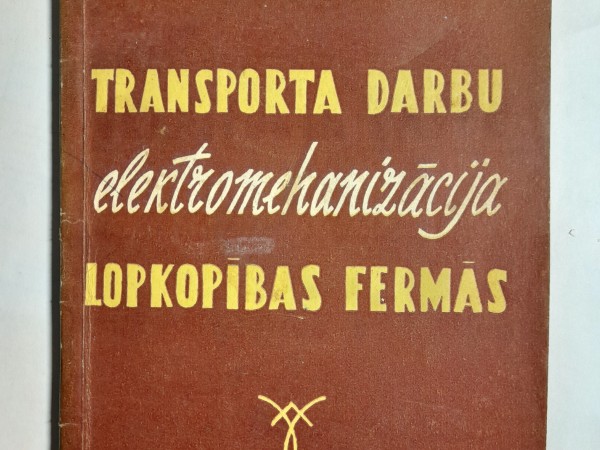 TRANSPORTA DARBU
elektromehanizācija
LOPKOPĪBAS FERMĀS